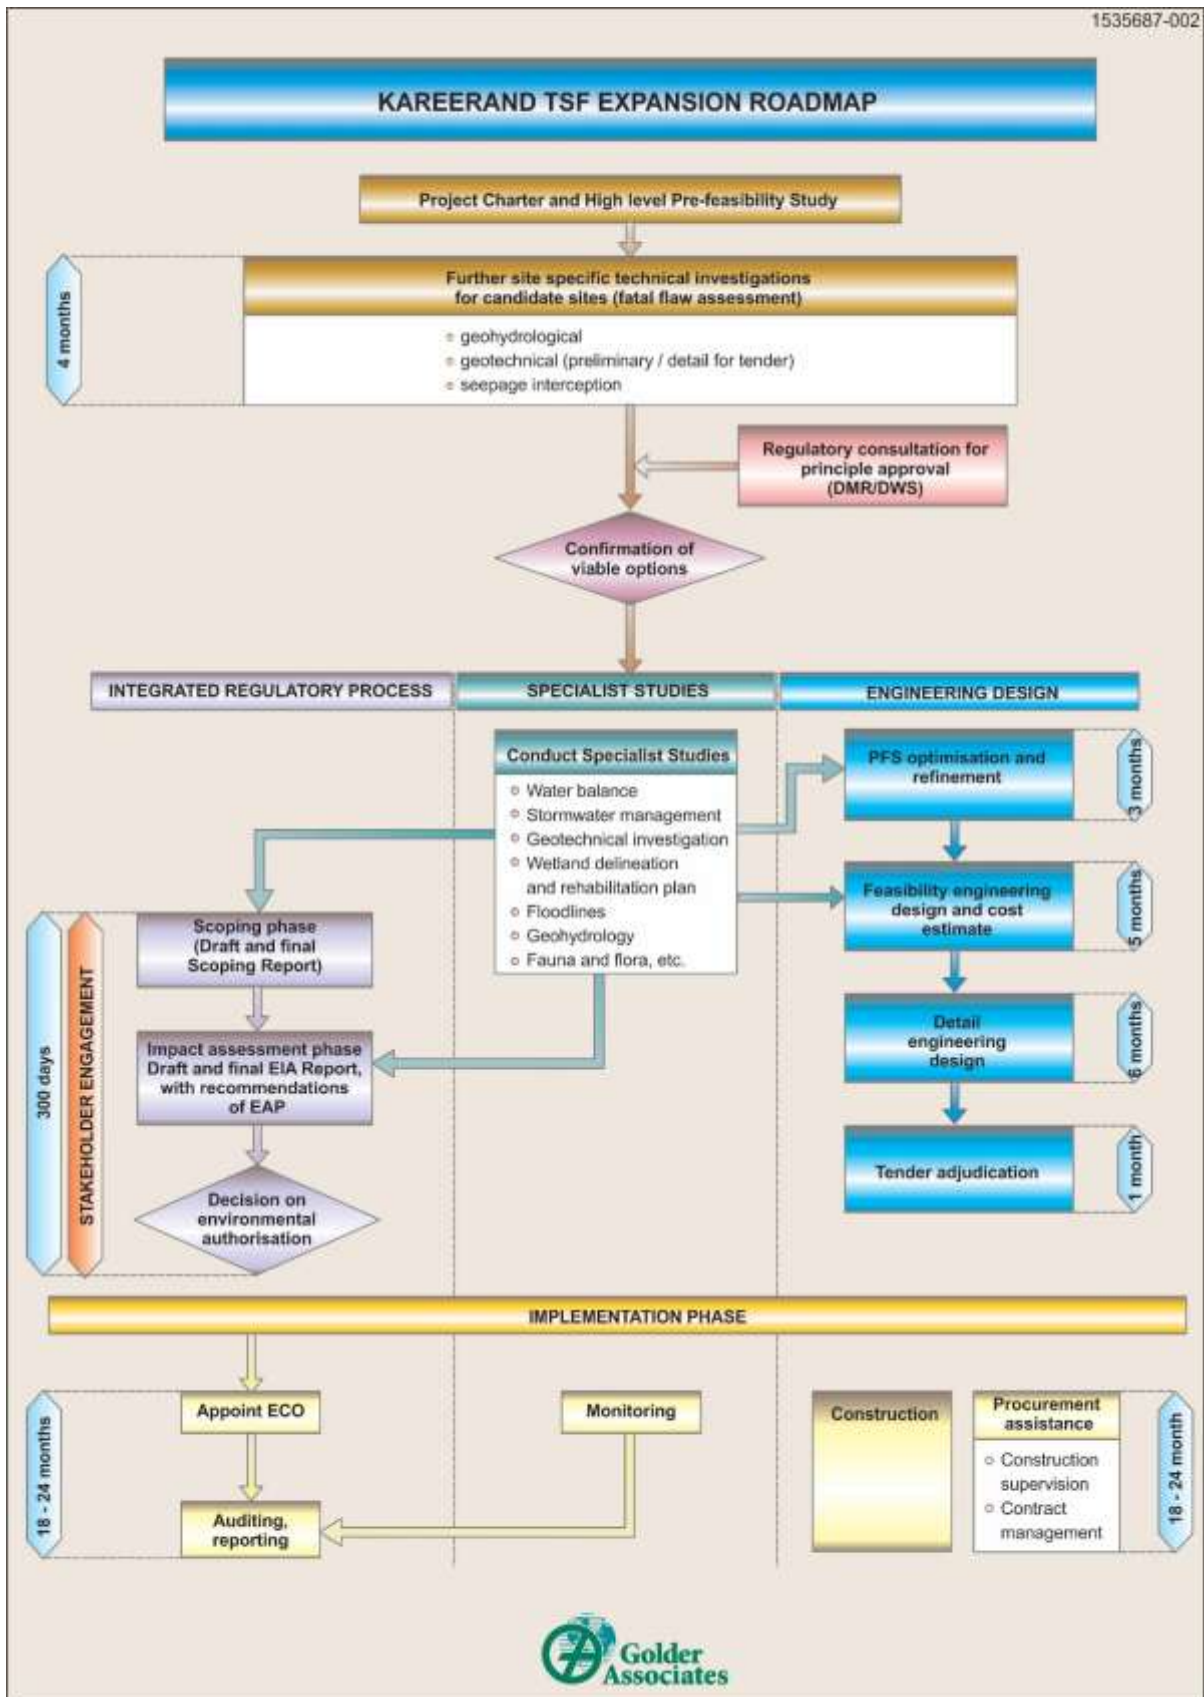 1535687-002
KAREERAND TSF EXPANSION ROADMAP
Project Charter and High level Pre-feasibility Study
4 months
Further site specific technical investigations
for candidate sites (fatal flaw assessment)
geohydrological
geotechnical (preliminary / detail for tender)
seepage interception
Regulatory consultation for
principle approval
(DMR/DWS)
Confirmation of
viable options
INTEGRATED REGULATORY PROCESS
SPECIALIST STUDIES
ENGINEERING DESIGN
Conduct Specialist Studies
Water balance
Stormwater management
Geotechnical investigation
Wetland delineation
and rehabilitation plan
Floodlines
Geohydrology
Fauna and flora, etc.
PFS optimisation and
refinement
3 months
Feasibility engineering
design and cost
estimate
5 months
Detail
engineering
design
6 months
Tender adjudication
1 month
300 days
STAKEHOLDER ENGAGEMENT
Scoping phase
(Draft and final
Scoping Report)
Impact assessment phase
Draft and final EIA Report,
with recommendations
of EAP
Decision on
environmental
authorisation
IMPLEMENTATION PHASE
18 - 24 months
Appoint ECO
Auditing,
reporting
Monitoring
Construction
Procurement
assistance
Construction
supervision
Contract
management
18 - 24 month
Golder
Associates